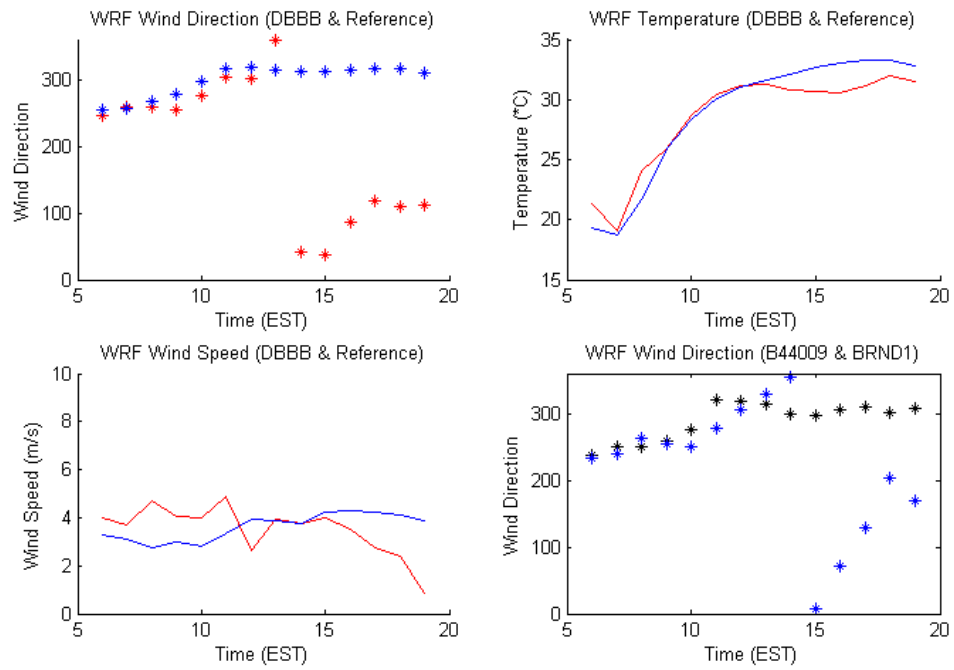 WRF Wind Direction (DBBB & Reference)
Wind Direction
300
200
100
0
5
10
15
20
Time (EST)
WRF Temperature (DBBB & Reference)
Temperature (*C)
35
30
25
20
15
5
10
15
20
Time (EST)
WRF Wind Speed (DBBB & Reference)
Wind Speed (m/s)
10
8
6
4
2
0
5
10
15
20
Time (EST)
WRF Wind Direction (B44009 & BRND1)
Wind Direction
300
200
100
0
5
10
15
20
Time (EST)